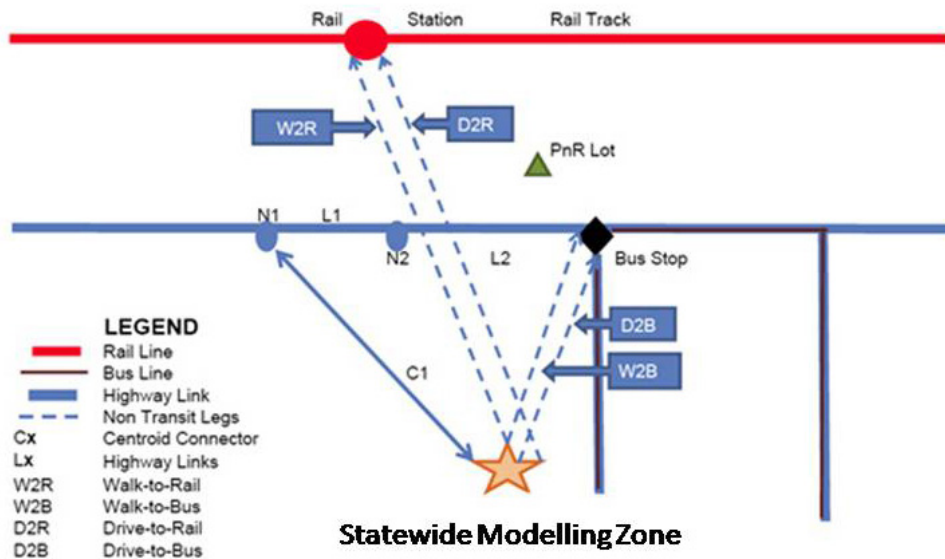 Rail Station Rail Track
W2R
D2R
PnR Lot
N1 L1
N2 L2 Bus Stop
D2B
C1
W2B
LEGEND
Rail Line
Bus Line
Highway Link
Non Transit Legs
Cx Centroid Connector
Lx Highway Links
W2R Walk-to-Rail
W2B Walk-to-Bus
D2R Drive-to-Rail
D2B Drive-to-Bus
Statewide Modelling Zone